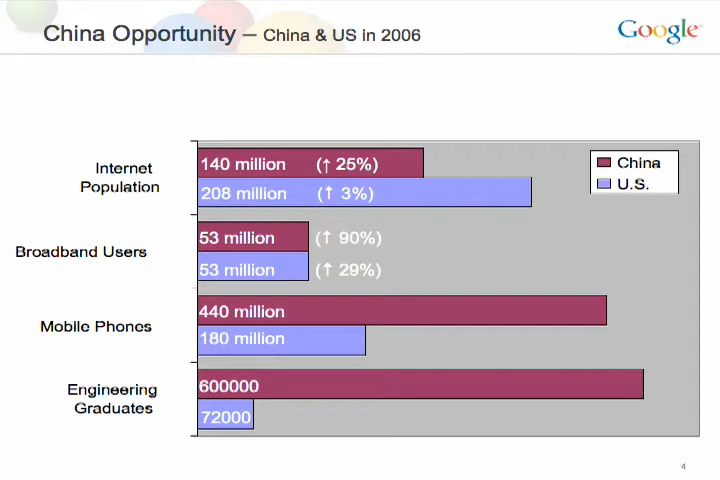 China Opportunity – China & US in 2006
Google™
Internet
Population
140 million (↑ 25%)
208 million (↑ 3%)
China
U.S.
Broadband Users
53 million (↑ 90%)
53 million (↑ 29%)
Mobile Phones
440 million
180 million
Engineering
Graduates
600000
72000
4